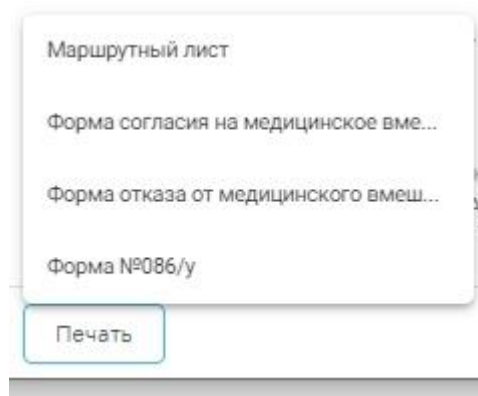 Маршрутный лист
Форма согласия на медицинское вме...
Форма отказа от медицинского вмеш...
Форма №086/у
Печать